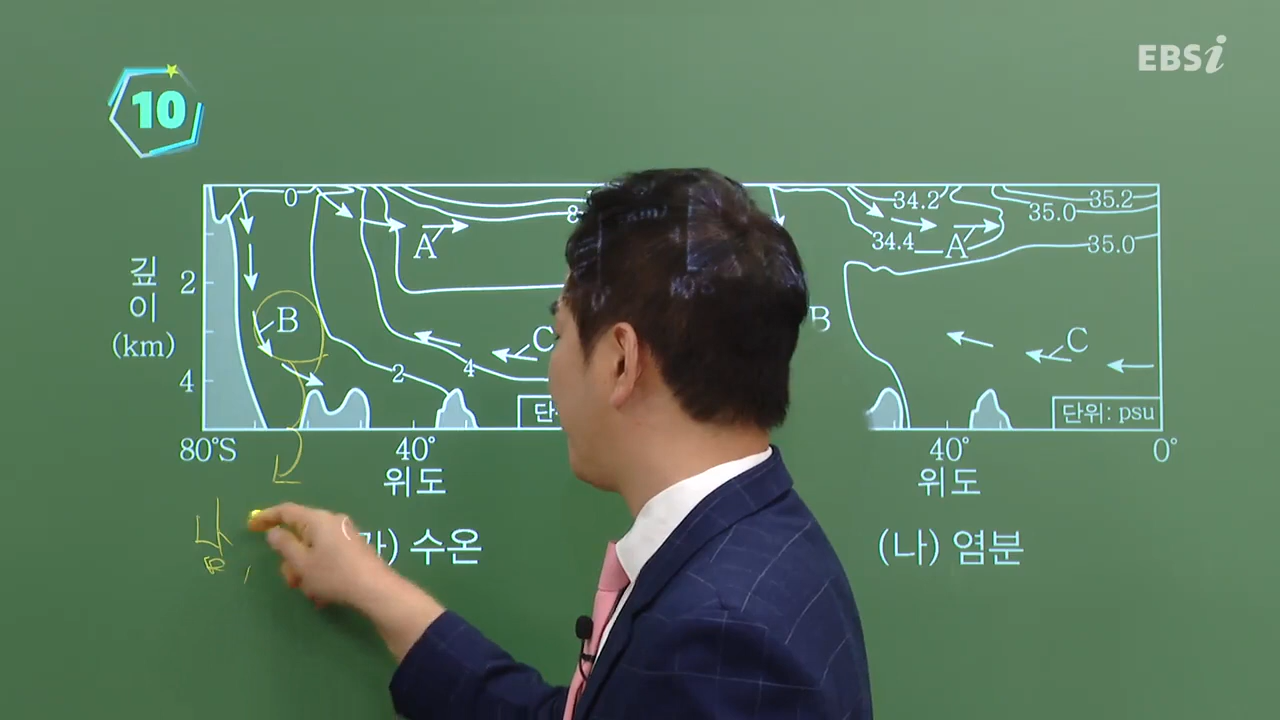 EBSi
10
0
8
A
B
C
2
4
깊이
(km)
2
4
80°S
40°
위도
단
수온
34.2
34.4
35.0
35.2
35.0
A
B
C
단위: psu
40°
0°
위도
(나) 염분